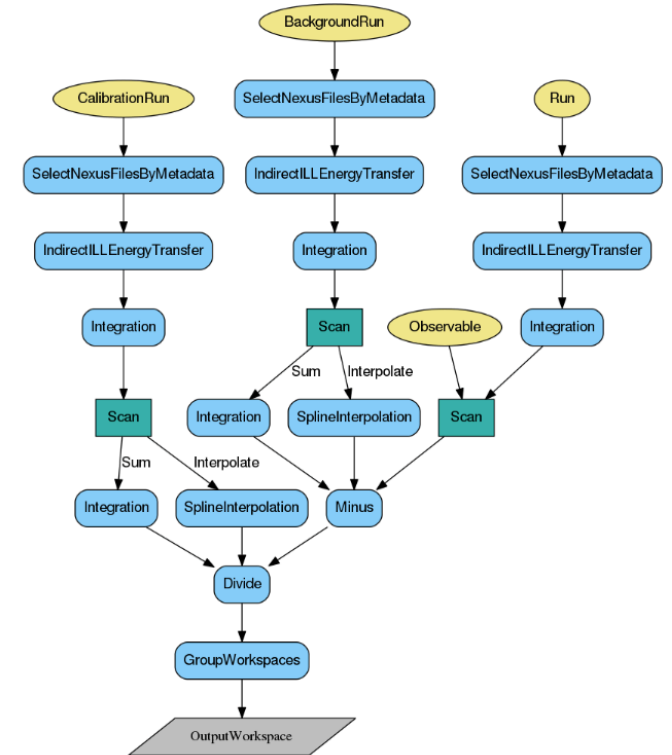 BackgroundRun
CalibrationRun
SelectNexusFilesByMetadata
Run
SelectNexusFilesByMetadata
IndirectILLEnergyTransfer
SelectNexusFilesByMetadata
IndirectILLEnergyTransfer
Integration
IndirectILLEnergyTransfer
Integration
Scan
Observable
Integration
Sum
Interpolate
Scan
Integration
SplineInterpolation
Scan
Sum
Interpolate
Integration
SplineInterpolation
Minus
Divide
GroupWorkspaces
OutputWorkspace